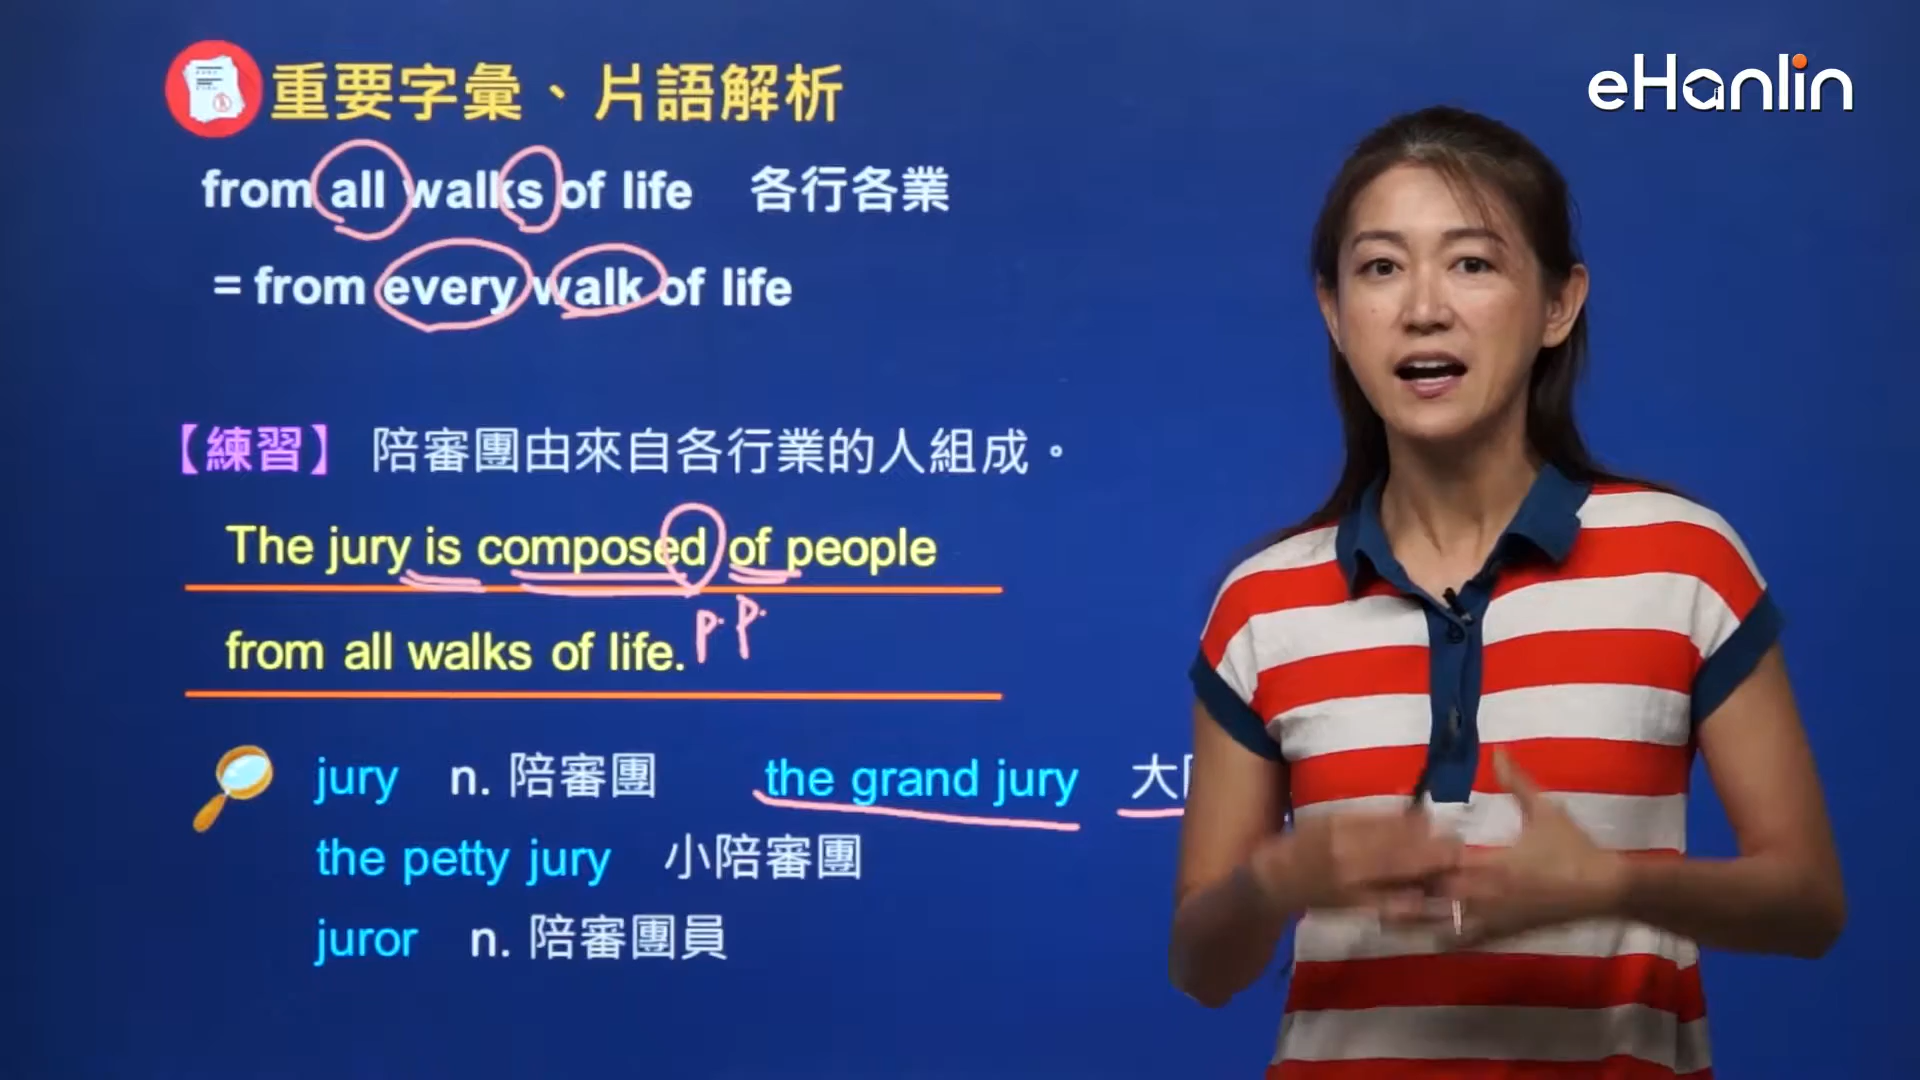 重要字彙、片語解析
eHanlin
from all walks of life 各行各業
= from every walk of life
【練習】 陪審團由來自各行業的人組成。
The jury is composed of people
p.p.
from all walks of life.
jury n. 陪審團 the grand jury 大
the petty jury 小陪審團
juror n. 陪審團員